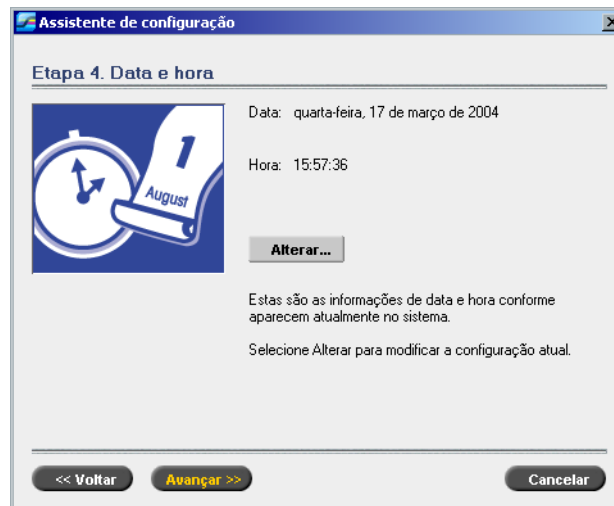 Assistente de configuração
Etapa 4. Data e hora
1
August
Data: quarta-feira, 17 de março de 2004
Hora: 15:57:36
Alterar...
Estas são as informações de data e hora conforme
aparecem atualmente no sistema.
Selecione Alterar para modificar a configuração atual.
<< Voltar
Avançar >>
Cancelar